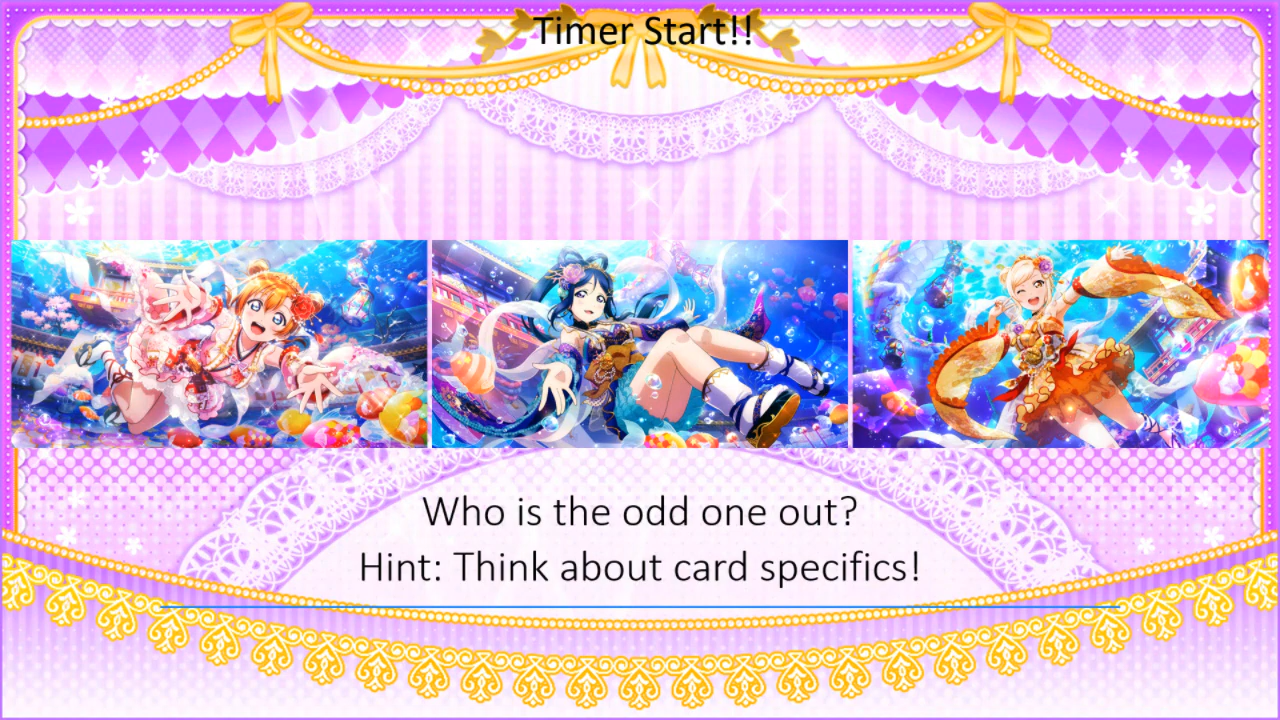 Timer Start!!
Who is the odd one out?
Hint: Think about card specifics!